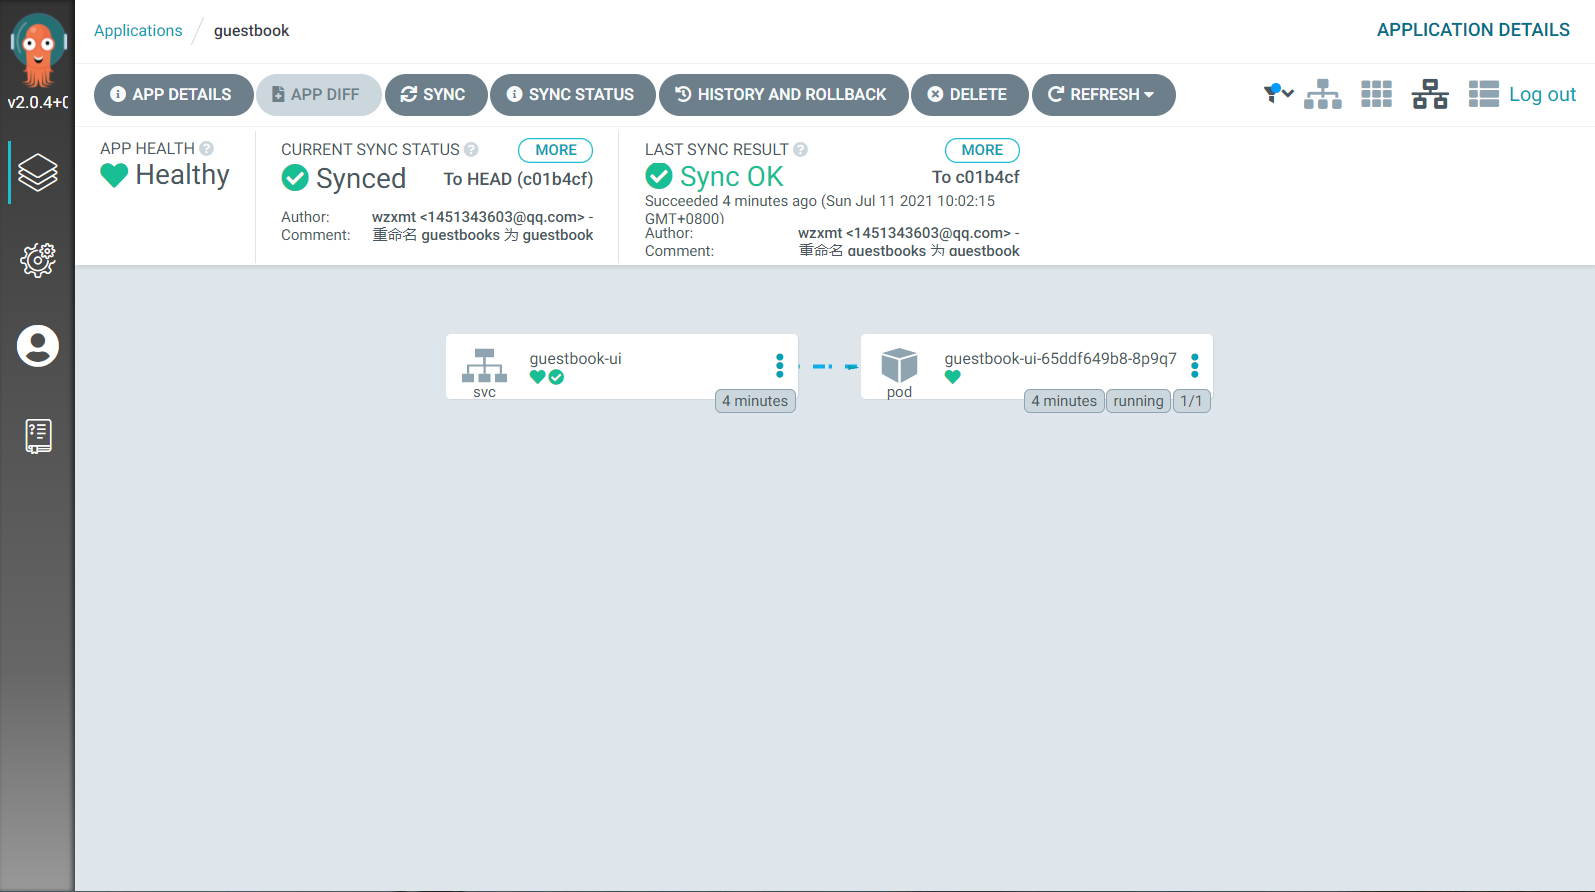 Applications / guestbook
APPLICATION DETAILS
v2.0.4+0
APP DETAILS
APP DIFF
SYNC
SYNC STATUS
HISTORY AND ROLLBACK
DELETE
REFRESH
Log out
APP HEALTH
Healthy
CURRENT SYNC STATUS
MORE
Synced
To HEAD (c01b4cf)
Author: wzxmt <1451343603@qq.com> -
Comment: 重命名 guestbooks 为 guestbook
LAST SYNC RESULT
MORE
Sync OK
To c01b4cf
Succeeded 4 minutes ago (Sun Jul 11 2021 10:02:15
GMT+0800)
Author: wzxmt <1451343603@qq.com> -
Comment: 重命名 guestbooks 为 guestbook
guestbook-ui
svc
4 minutes
guestbook-ui-65ddf649b8-8p9q7
pod
4 minutes
running
1/1